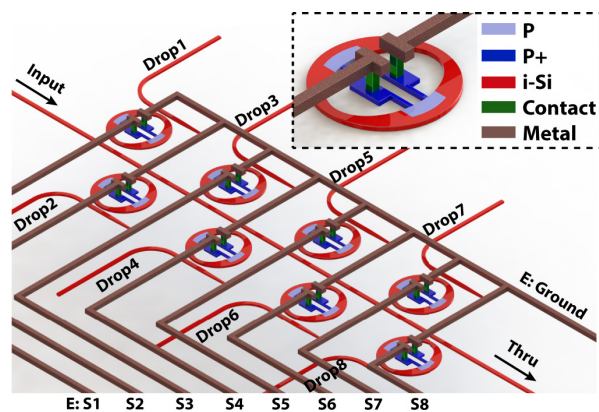 Drop1
Input
Drop3
Drop5
Drop2
Drop7
Drop4
Drop6
Drop8
E: Ground
Thru
P
P+
i-Si
Contact
Metal
E: S1 S2 S3 S4 S5 S6 S7 S8